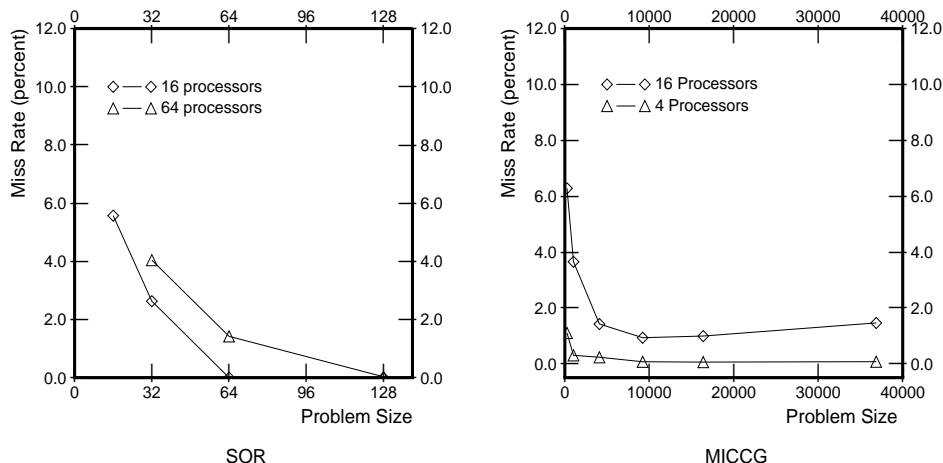 0 32 64 96 128
12.0 12.0
10.0 10.0
8.0 8.0
6.0 6.0
4.0 4.0
2.0 2.0
0.0 0.0
0 32 64 96 128
Miss Rate (percent)
16 processors
64 processors
Problem Size
SOR
0 10000 20000 30000 40000
12.0 12.0
10.0 10.0
8.0 8.0
6.0 6.0
4.0 4.0
2.0 2.0
0.0 0.0
0 10000 20000 30000 40000
Miss Rate (percent)
16 Processors
4 Processors
Problem Size
MICCG